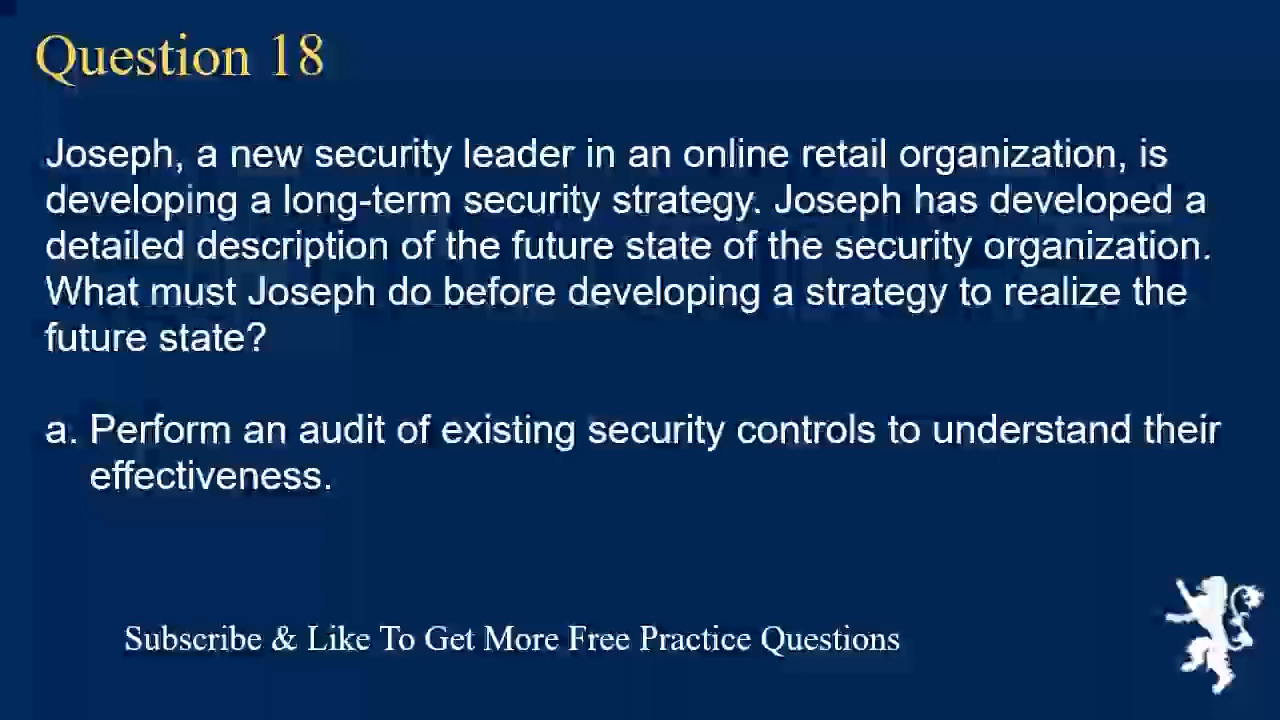 Question 18
Joseph, a new security leader in an online retail organization, is
developing a long-term security strategy. Joseph has developed a
detailed description of the future state of the security organization.
What must Joseph do before developing a strategy to realize the
future state?
a. Perform an audit of existing security controls to understand their
effectiveness.
Subscribe & Like To Get More Free Practice Questions